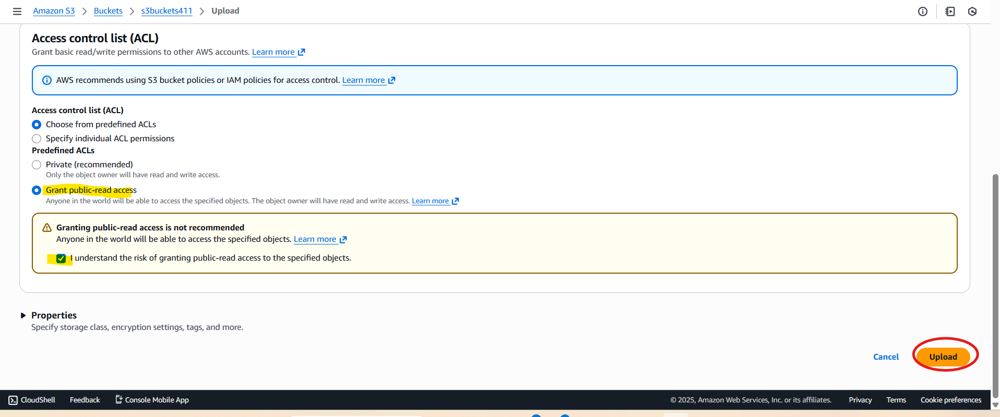 Amazon S3 > Buckets > s3buckets411 > Upload
Access control list (ACL)
Grant basic read/write permissions to other AWS accounts. Learn more
AWS recommends using S3 bucket policies or IAM policies for access control. Learn more
Access control list (ACL)
Choose from predefined ACLs
Specify individual ACL permissions
Predefined ACLs
Private (recommended)
Only the object owner will have read and write access.
Grant public-read access
Anyone in the world will be able to access the specified objects. The object owner will have read and write access. Learn more
Granting public-read access is not recommended
Anyone in the world will be able to access the specified objects. Learn more
I understand the risk of granting public-read access to the specified objects.
Properties
Specify storage class, encryption settings, tags, and more.
Cancel Upload
CloudShell Feedback Console Mobile App © 2025, Amazon Web Services, Inc. or its affiliates. Privacy Terms Cookie preferences